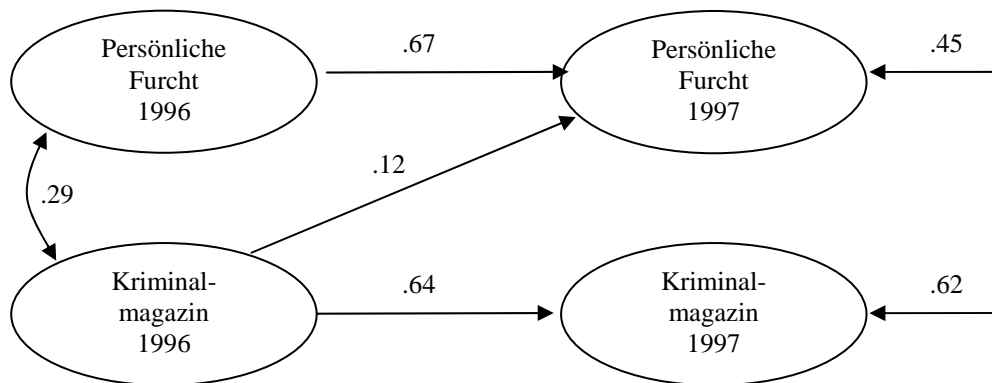 Persönliche
Furcht
1996
.67
Persönliche
Furcht
1997
.45
.29
.12
Kriminal-
magazin
1996
.64
Kriminal-
magazin
1997
.62